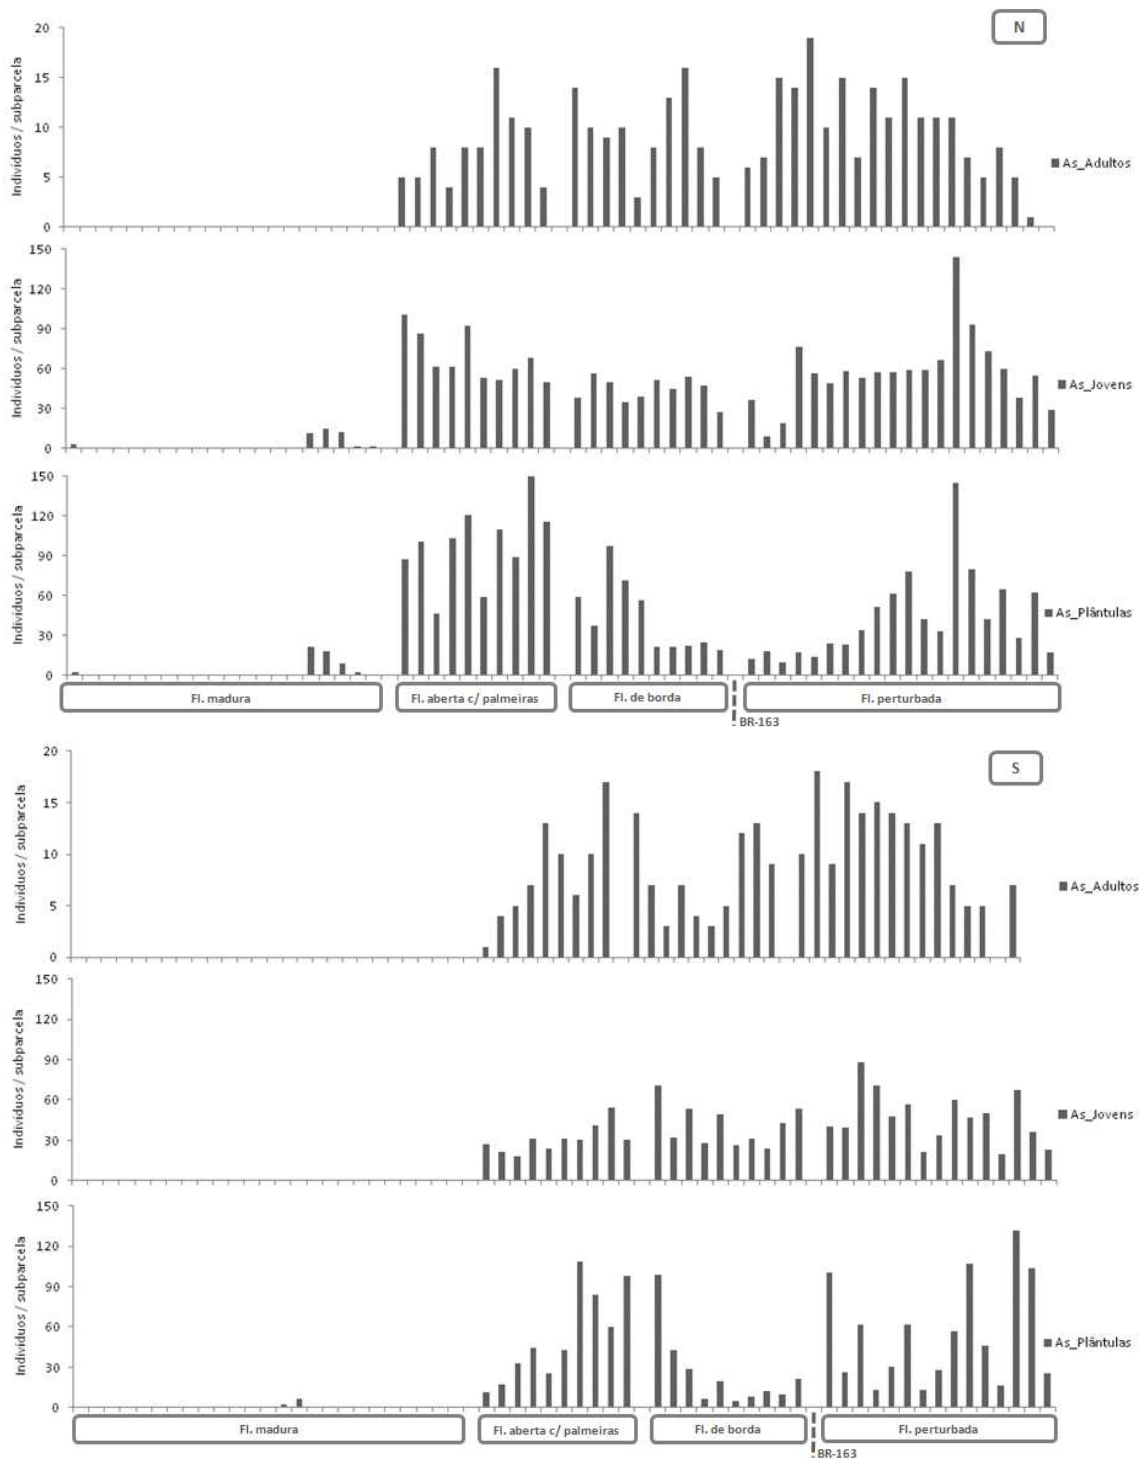 N
Indivíduos / subparcela
20
15
10
5
0
As_Adultos
Indivíduos / subparcela
150
120
90
60
30
0
As_Jovens
Indivíduos / subparcela
150
120
90
60
30
0
As_Plântulas
Fl. madura
Fl. aberta c/ palmeiras
Fl. de borda
Fl. perturbada
BR-163
S
Indivíduos / subparcela
20
15
10
5
0
As_Adultos
Indivíduos / subparcela
150
120
90
60
30
0
As_Jovens
Indivíduos / subparcela
150
120
90
60
30
0
As_Plântulas
Fl. madura
Fl. aberta c/ palmeiras
Fl. de borda
Fl. perturbada
BR-163